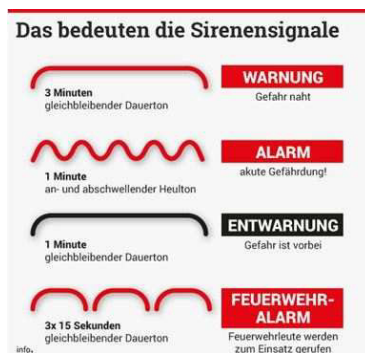 Das bedeuten die Sirenensignale
3 Minuten
gleichbleibender Dauerton
WARNUNG
Gefahr naht
1 Minute
an- und abschwellender Heulton
ALARM
akute Gefährdung!
1 Minute
gleichbleibender Dauerton
ENTWARNUNG
Gefahr ist vorbei
3x 15 Sekunden
gleichbleibender Dauerton
FEUERWEHR-
ALARM
Feuerwehrleute werden
zum Einsatz gerufen
info.